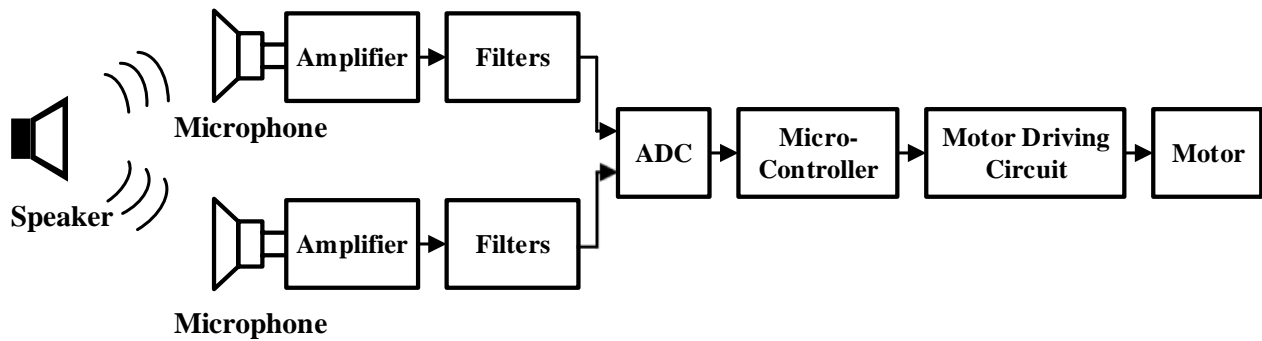 Amplifier
Filters
Microphone
Speaker
ADC
Micro-
Controller
Motor Driving
Circuit
Motor
Amplifier
Filters
Microphone